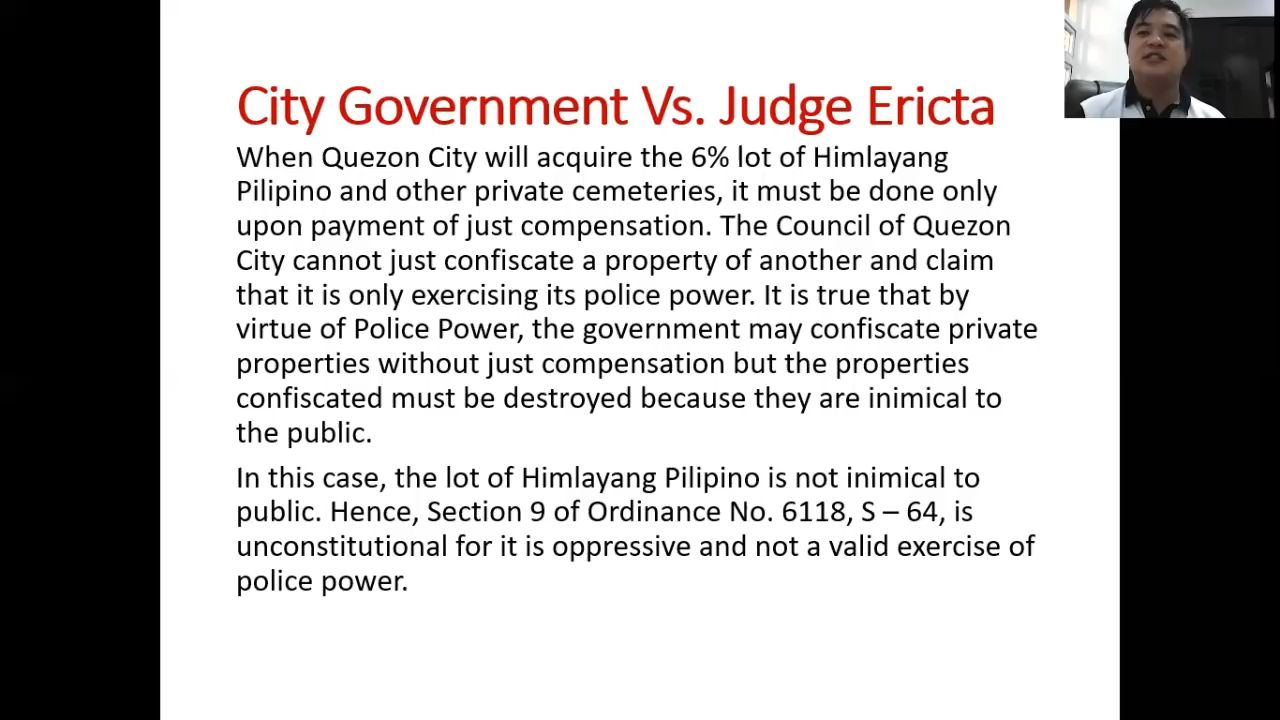 City Government Vs. Judge Ericta
When Quezon City will acquire the 6% lot of Himlayang
Pilipino and other private cemeteries, it must be done only
upon payment of just compensation. The Council of Quezon
City cannot just confiscate a property of another and claim
that it is only exercising its police power. It is true that by
virtue of Police Power, the government may confiscate private
properties without just compensation but the properties
confiscated must be destroyed because they are inimical to
the public.
In this case, the lot of Himlayang Pilipino is not inimical to
public. Hence, Section 9 of Ordinance No. 6118, S – 64, is
unconstitutional for it is oppressive and not a valid exercise of
police power.